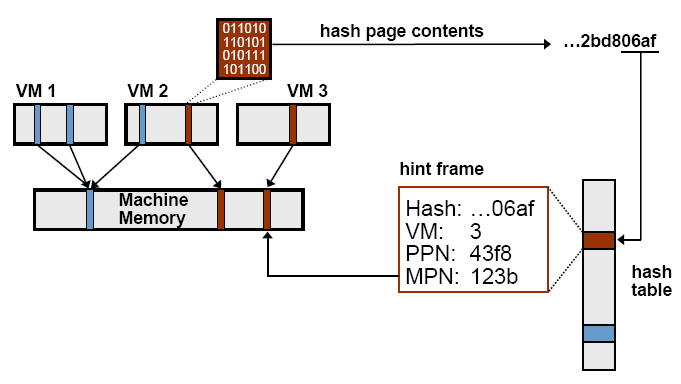 011010
110101
010111
101100
hash page contents
...2bd806af
VM 1
VM 2
VM 3
Machine
Memory
hint frame
Hash: ...06af
VM: 3
PPN: 43f8
MPN: 123b
hash
table